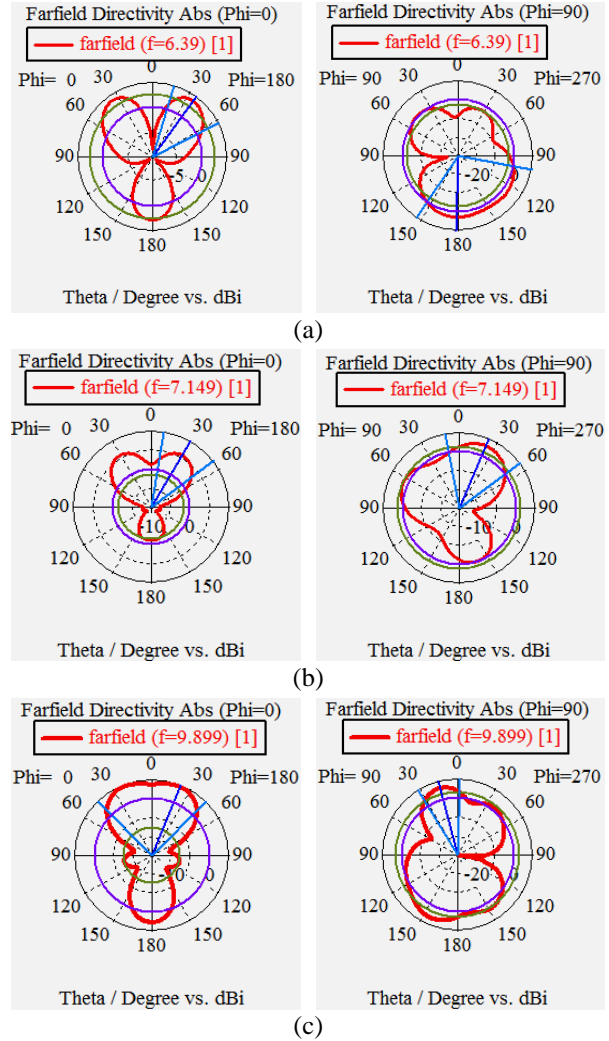 Farfield Directivity Abs (Phi=0)
farfield (f=6.39) [1]
Phi= 0 30 0 30 Phi=180
60 60
90 -5 0 90
120 120
150 180 150
Theta / Degree vs. dBi
Farfield Directivity Abs (Phi=90)
farfield (f=6.39) [1]
Phi= 90 30 0 30 Phi=270
60 60
90 -20 0 90
120 120
150 180 150
Theta / Degree vs. dBi
(a)
Farfield Directivity Abs (Phi=0)
farfield (f=7.149) [1]
Phi= 0 30 0 30 Phi=180
60 60
90 -10 0 90
120 120
150 180 150
Theta / Degree vs. dBi
Farfield Directivity Abs (Phi=90)
farfield (f=7.149) [1]
Phi= 90 30 0 30 Phi=270
60 60
90 -10 0 90
120 120
150 180 150
Theta / Degree vs. dBi
(b)
Farfield Directivity Abs (Phi=0)
farfield (f=9.899) [1]
Phi= 0 30 0 30 Phi=180
60 60
90 -20 0 90
120 120
150 180 150
Theta / Degree vs. dBi
Farfield Directivity Abs (Phi=90)
farfield (f=9.899) [1]
Phi= 90 30 0 30 Phi=270
60 60
90 -20 0 90
120 120
150 180 150
Theta / Degree vs. dBi
(c)